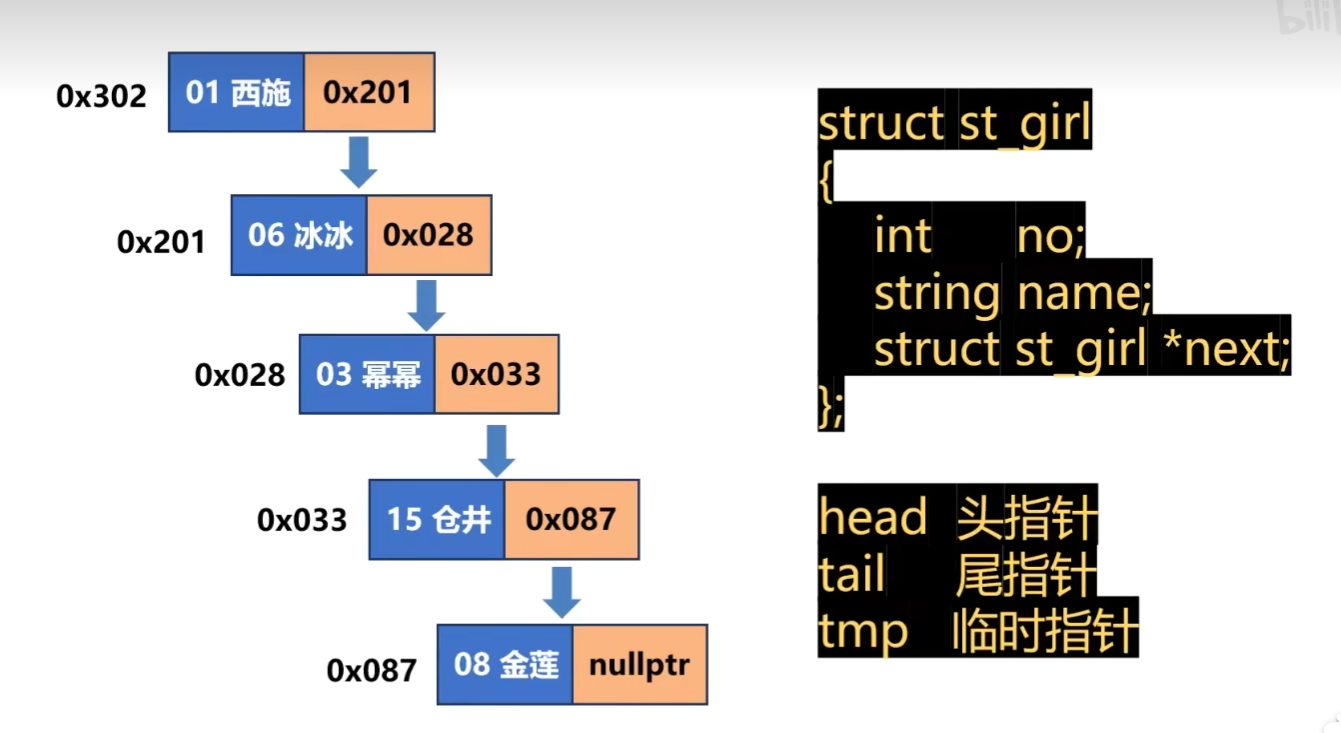 0x302 01 西施 0x201
0x201 06 冰冰 0x028
0x028 03 幂幂 0x033
0x033 15 仓井 0x087
0x087 08 金莲 nullptr
struct st_girl
{
int no;
string name;
struct st_girl *next;
};
head 头指针
tail 尾指针
tmp 临时指针